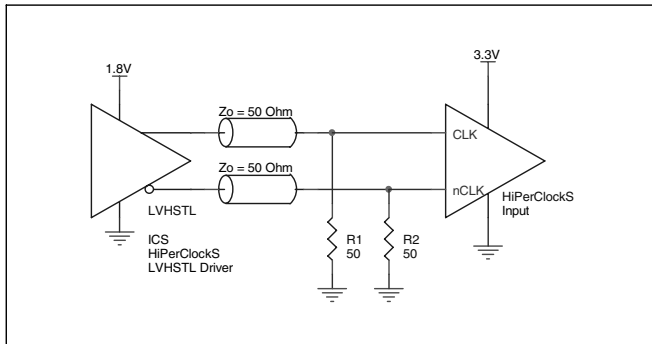 1.8V
3.3V
Zo = 50 Ohm
CLK
Zo = 50 Ohm
nCLK
HiPerClockS
Input
LVHSTL
ICS
HiPerClockS
LVHSTL Driver
R1
50
R2
50